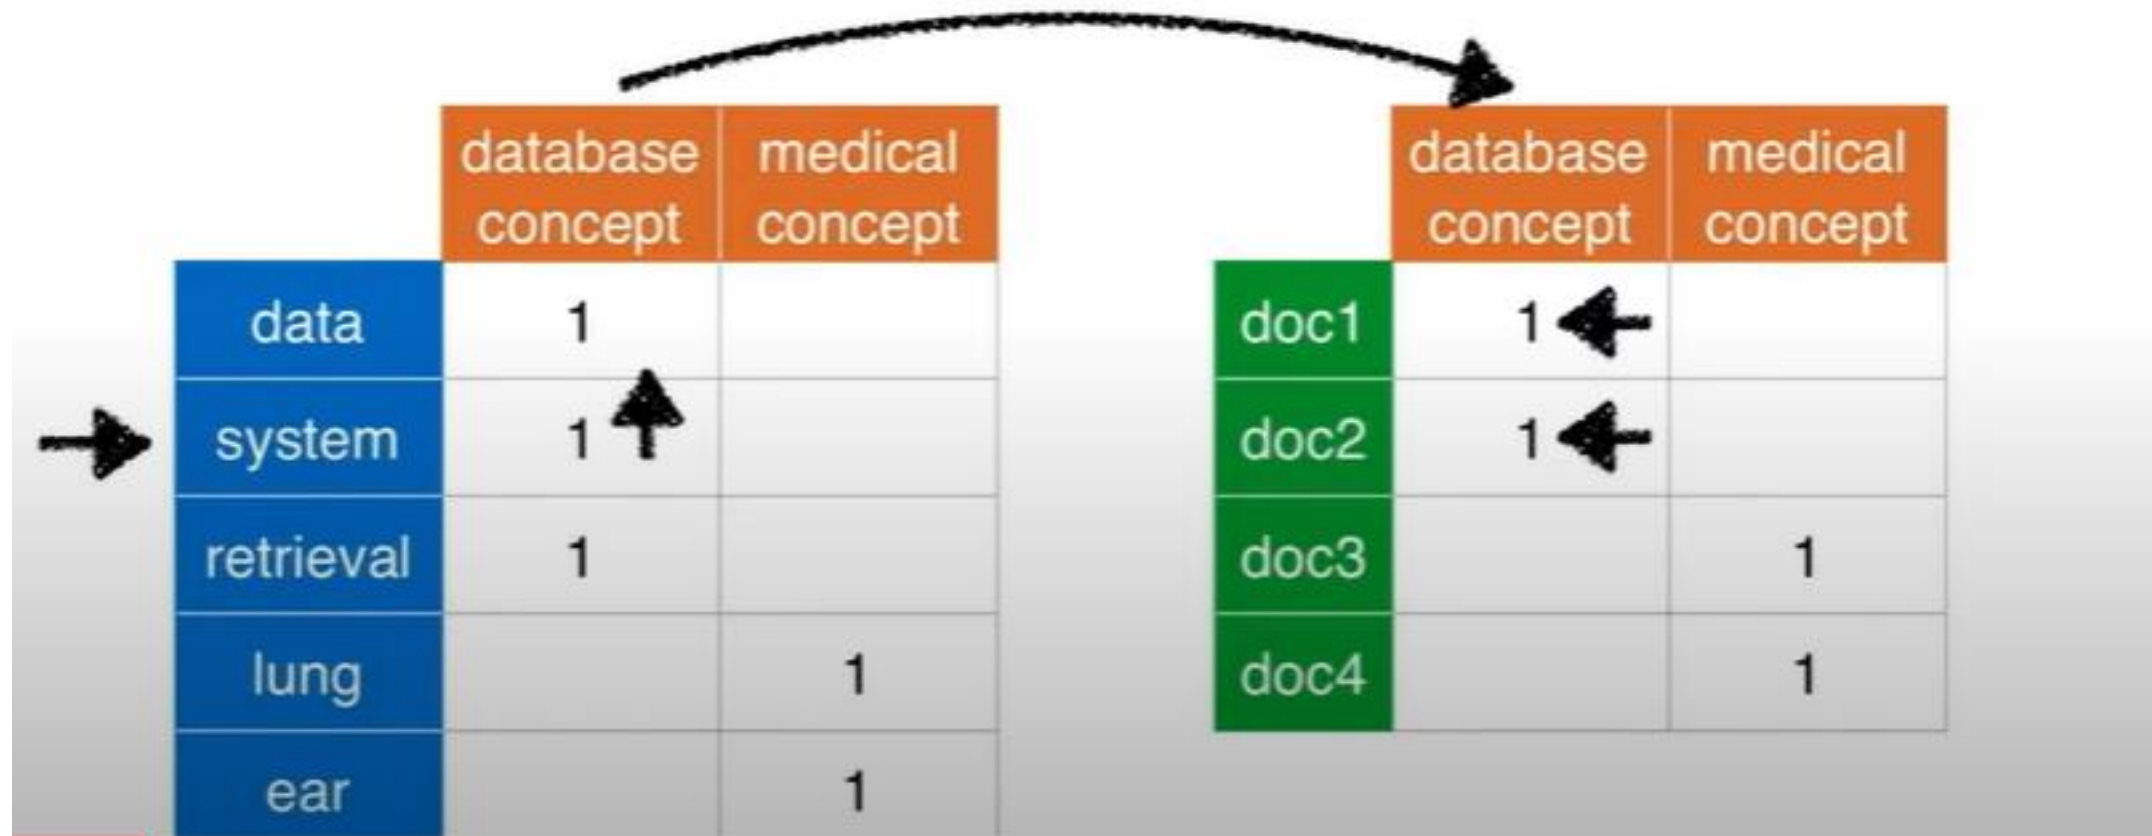 database medical
concept concept
data 1
system 1
retrieval 1
lung 1
ear 1
database medical
concept concept
doc1 1
doc2 1
doc3 1
doc4 1